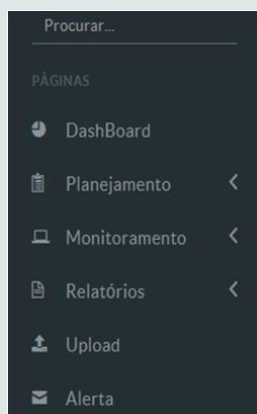 Procurar...
PÁGINAS
DashBoard
Planejamento
Monitoramento
Relatórios
Upload
Alerta